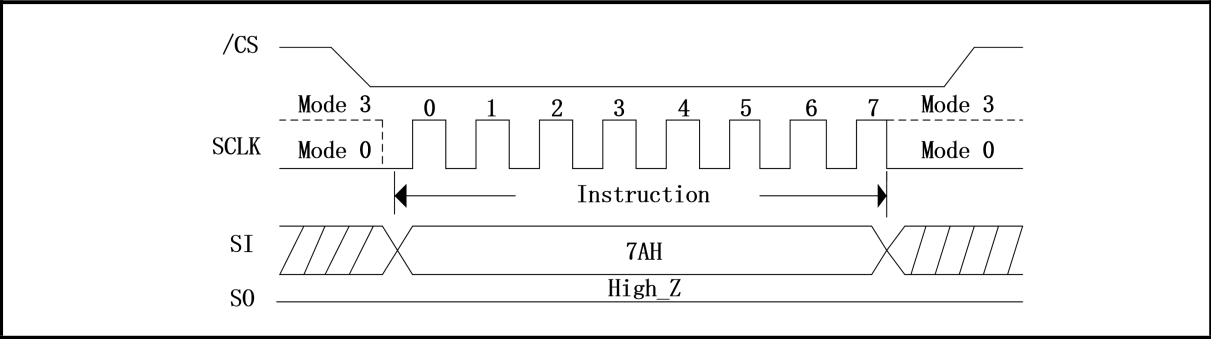 /CS
Mode 3 0 1 2 3 4 5 6 7 Mode 3
SCLK Mode 0 Mode 0
Instruction
SI 7AH
High_Z
SO